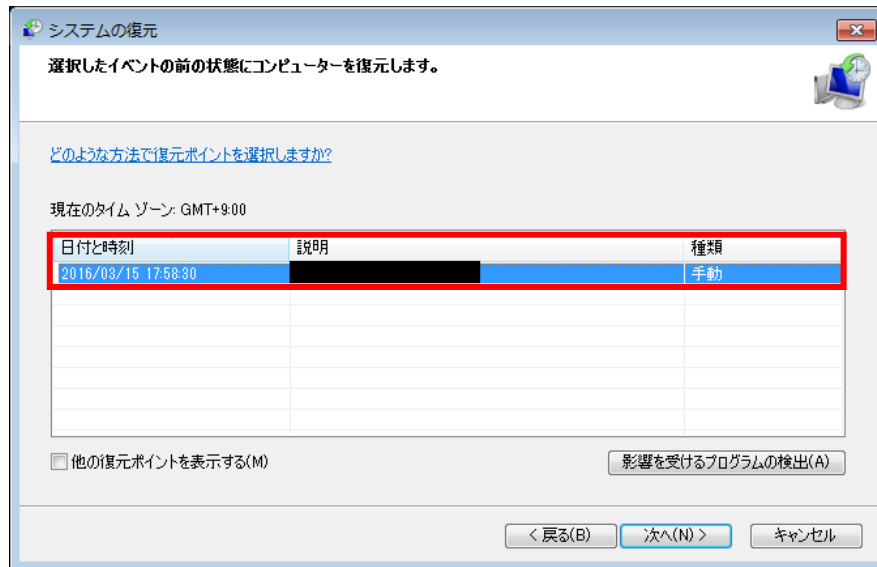 システムの復元
選択したイベントの前の状態にコンピューターを復元します。
どのような方法で復元ポイントを選択しますか?
現在のタイム ゾーン: GMT+9:00
日付と時刻 説明 種類
2016/03/15 17:58:30 手動
他の復元ポイントを表示する(M) 影響を受けるプログラムの検出(A)
< 戻る(B) 次へ(N) > キャンセル